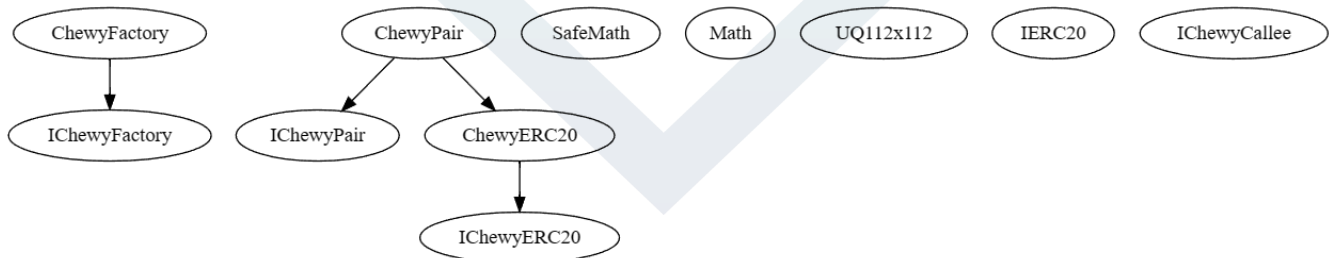 ChewyFactory
ChewyPair
SafeMath
Math
UQ112x112
IERC20
IChewyCallee
IChewyFactory
IChewyPair
ChewyERC20
IChewyERC20